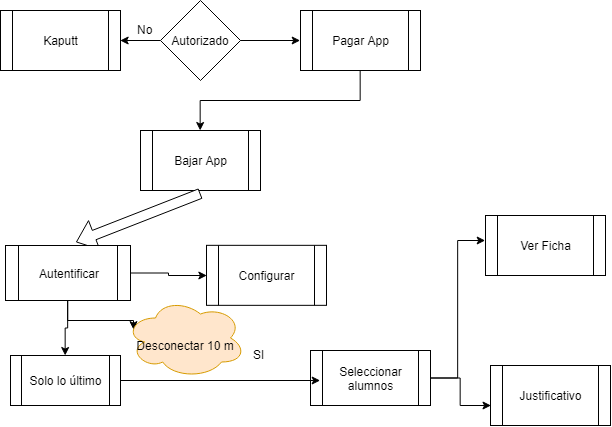 No
Kaputt
Autorizado
Pagar App
Bajar App
Ver Ficha
Autentificar
Configurar
Desconectar 10 m
SI
Solo lo último
Seleccionar
alumnos
Justificativo